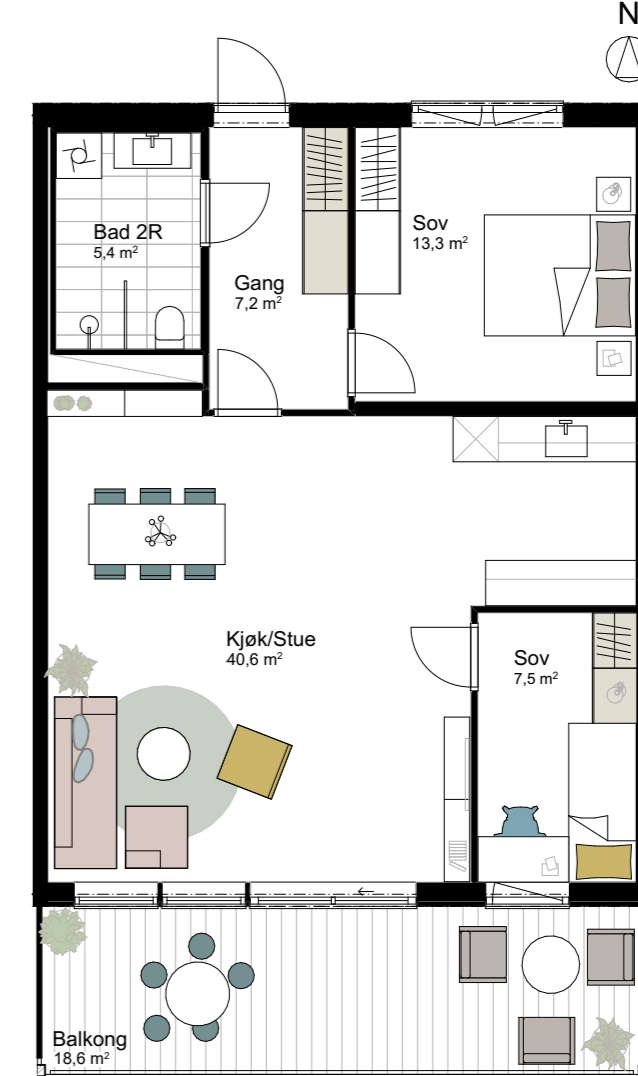 N
Bad 2R
5,4 m²
Gang
7,2 m²
Sov
13,3 m²
Kjøk/Stue
40,6 m²
Sov
7,5 m²
Balkong
18,6 m²